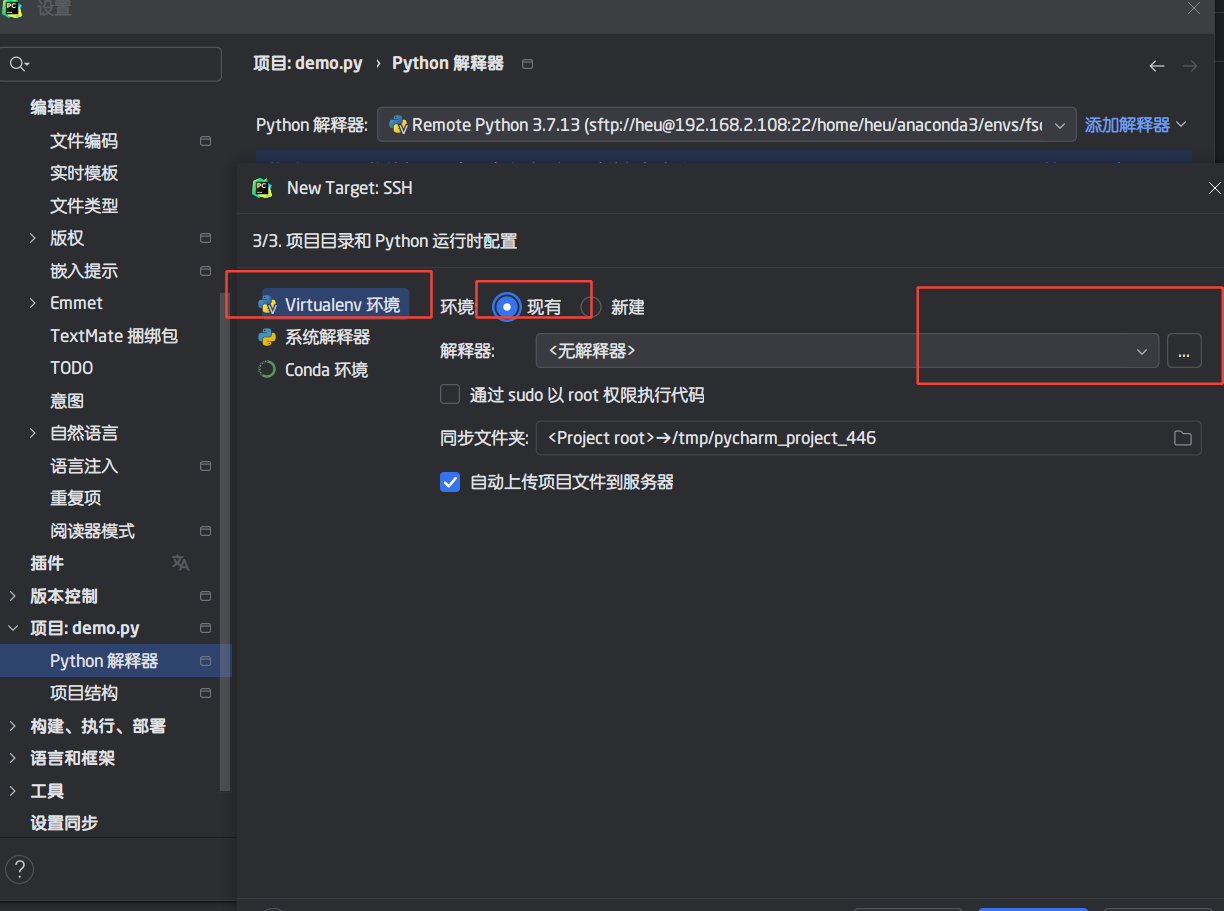 设置
项目: demo.py › Python 解释器
编辑器
Python 解释器: Remote Python 3.7.13 (sftp://heu@192.168.2.108:22/home/heu/anaconda3/envs/fsc 添加解释器
文件编码
实时模板
文件类型
版权
嵌入提示
Emmet
TextMate 捆绑包
TODO
意图
自然语言
语言注入
重复项
阅读器模式
插件
版本控制
项目: demo.py
Python 解释器
项目结构
构建、执行、部署
语言和框架
工具
设置同步
?
New Target: SSH
3/3. 项目目录和 Python 运行时配置
Virtualenv 环境
系统解释器
Conda 环境
环境: 现有 新建
解释器: <无解释器> ...
通过 sudo 以 root 权限执行代码
同步文件夹: <Project root>→/tmp/pycharm_project_446
自动上传项目文件到服务器